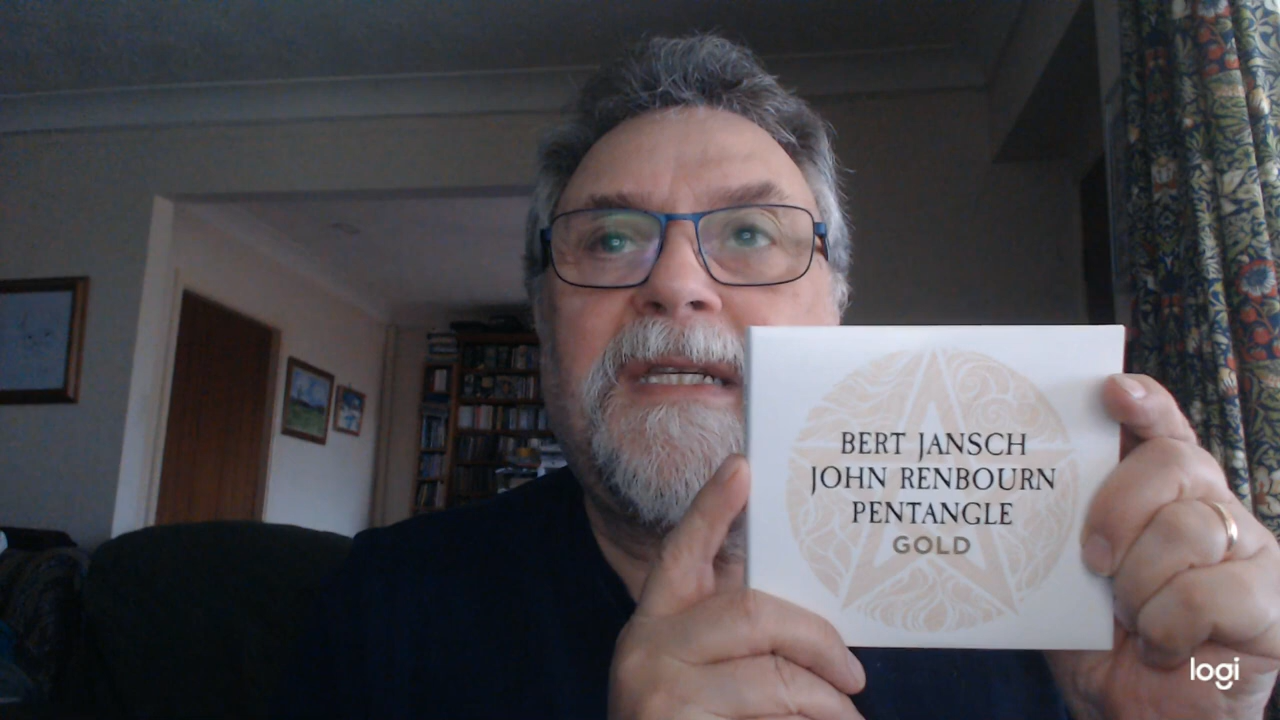 BERT JANSCH
JOHN RENBOURN
PENTANGLE
GOLD
logi